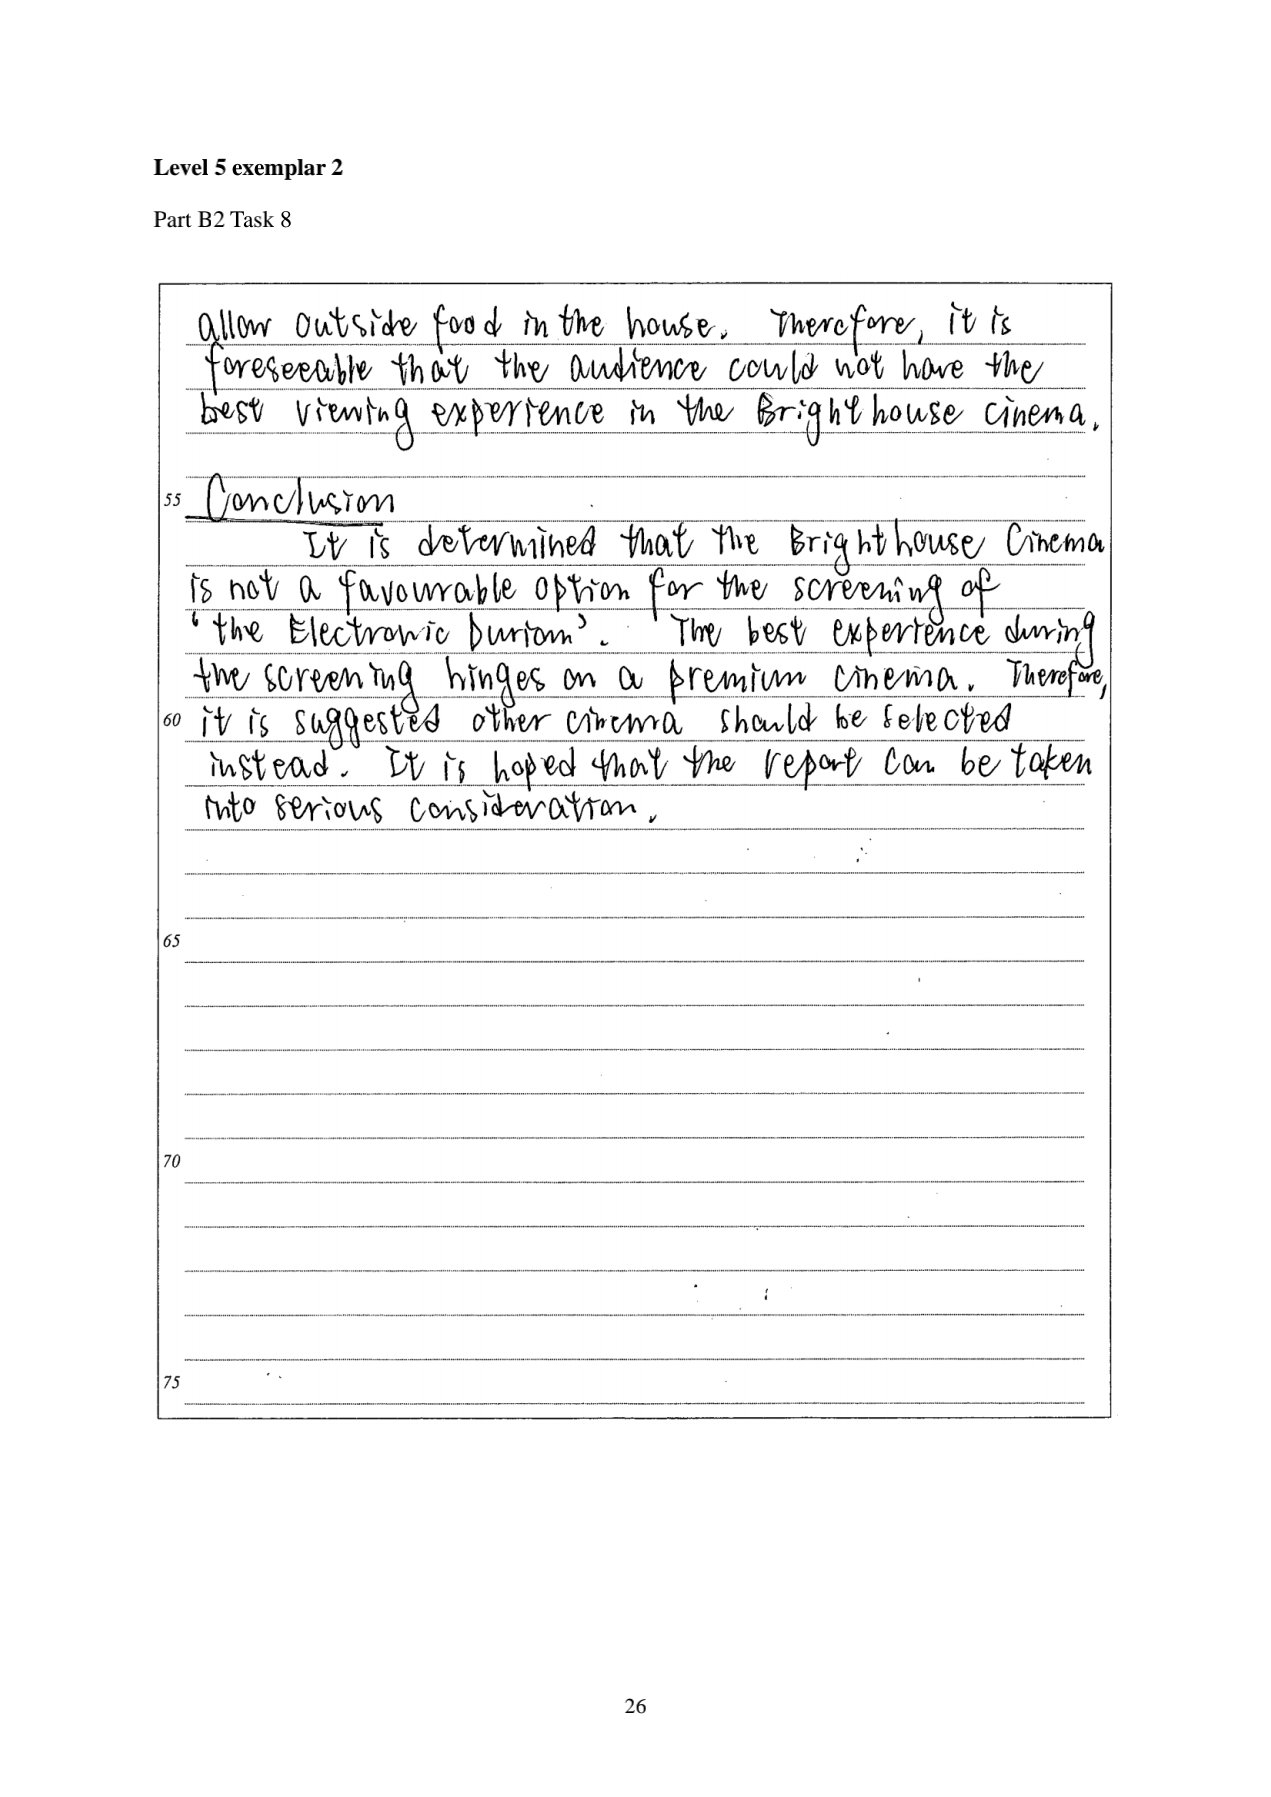 Level 5 exemplar 2
Part B2 Task 8
allow outside food in the house. Therefore, it is
foreseeable that the audience could not have the
best viewing experience in the Brighthouse cinema.
55 Conclusion
It is determined that the Brighthouse Cinema
is not a favourable option for the screening of
'the Electronic Durian'. The best experience during
the screening hinges on a premium cinema. Therefore,
60 it is suggested other cinema should be selected
instead. It is hoped that the report can be taken
into serious consideration.
65
70
75
26